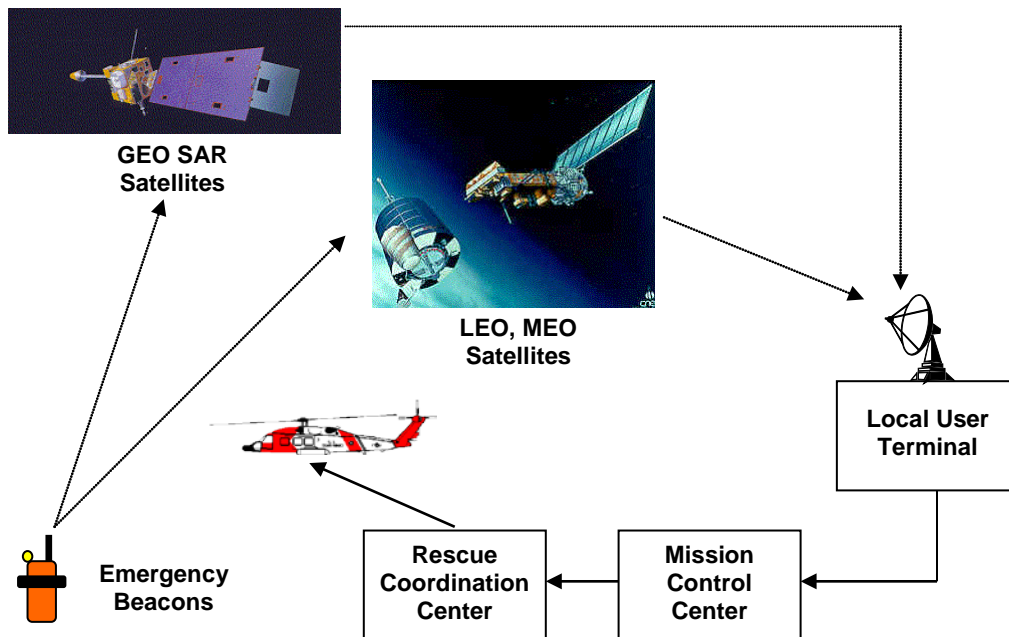 GEO SAR
Satellites
LEO, MEO
Satellites
Local User
Terminal
Emergency
Beacons
Rescue
Coordination
Center
Mission
Control
Center